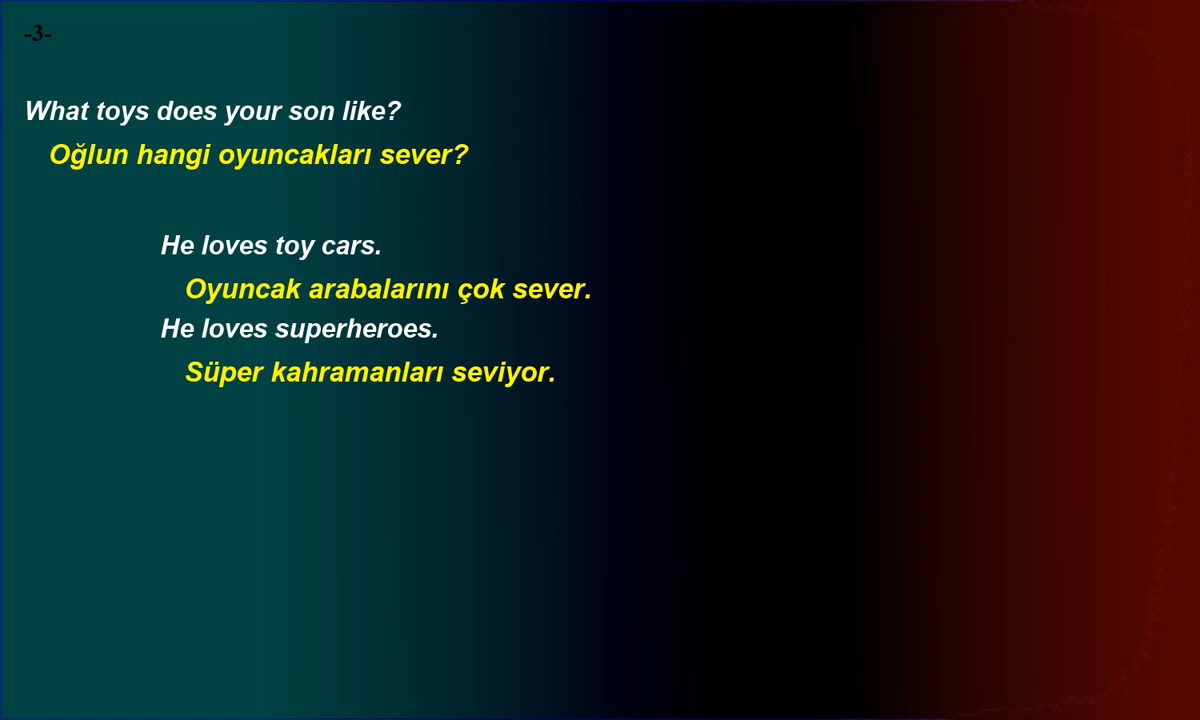 -3-
What toys does your son like?
Oğlun hangi oyuncakları sever?
He loves toy cars.
Oyuncak arabalarını çok sever.
He loves superheroes.
Süper kahramanları seviyor.